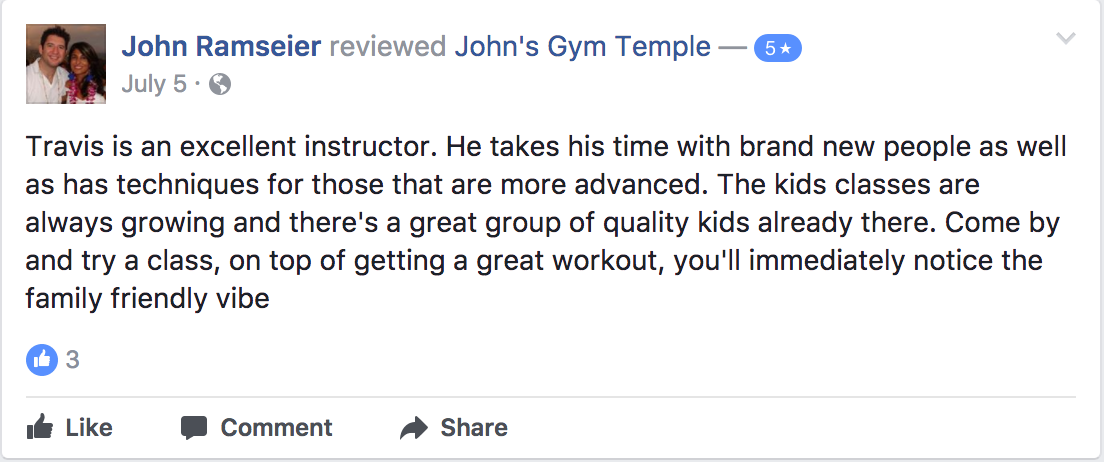 John Ramseier reviewed John's Gym Temple — 5★
July 5 ·
Travis is an excellent instructor. He takes his time with brand new people as well
as has techniques for those that are more advanced. The kids classes are
always growing and there's a great group of quality kids already there. Come by
and try a class, on top of getting a great workout, you'll immediately notice the
family friendly vibe
3
Like Comment Share